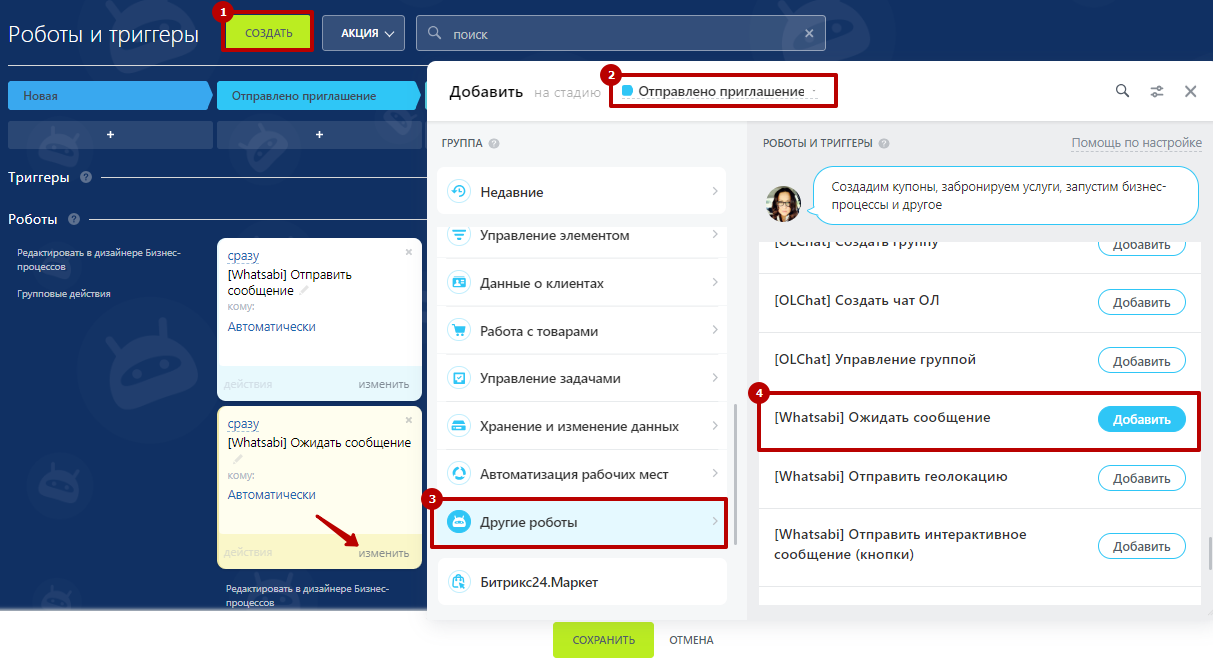 1
Роботы и триггеры
СОЗДАТЬ
АКЦИЯ
поиск
Новая
Отправлено приглашение
+
+
Триггеры ?
Роботы ?
Редактировать в дизайнере Бизнес-
процессов
Групповые действия
сразу
[Whatsabi] Отправить
сообщение
кому:
Автоматически
действия
изменить
сразу
[Whatsabi] Ожидать сообщение
кому:
Автоматически
действия
изменить
Редактировать в дизайнере Бизнес-
процессов
2
Добавить на стадию Отправлено приглашение
ГРУППА ?
Недавние
Управление элементом
Данные о клиентах
Работа с товарами
Управление задачами
Хранение и изменение данных
Автоматизация рабочих мест
3
Другие роботы
Битрикс24.Маркет
РОБОТЫ И ТРИГГЕРЫ ?
Помощь по настройке
Создадим купоны, забронируем услуги, запустим бизнес-
процессы и другое
[OLChat] Создать группу
Добавить
[OLChat] Создать чат ОЛ
Добавить
[OLChat] Управление группой
Добавить
4
[Whatsabi] Ожидать сообщение
Добавить
[Whatsabi] Отправить геолокацию
Добавить
[Whatsabi] Отправить интерактивное
сообщение (кнопки)
Добавить
СОХРАНИТЬ
ОТМЕНА